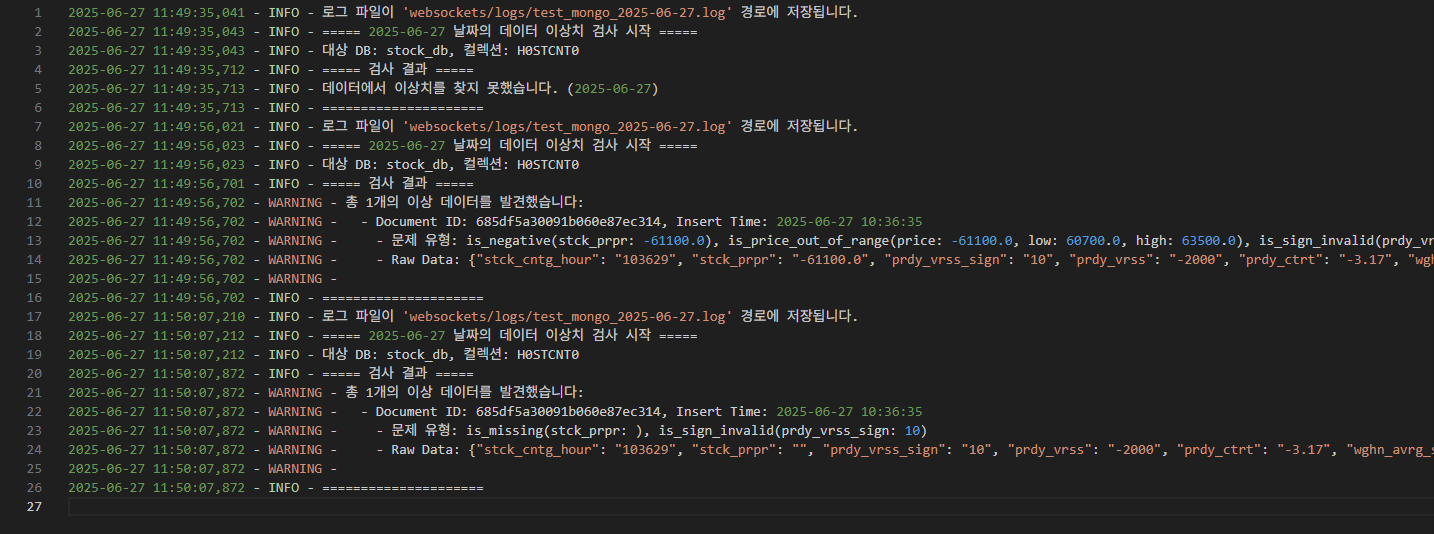 1 2025-06-27 11:49:35,041 - INFO - 로그 파일이 'websockets/logs/test_mongo_2025-06-27.log' 경로에 저장됩니다.
2 2025-06-27 11:49:35,043 - INFO - ===== 2025-06-27 날짜의 데이터 이상치 검사 시작 =====
3 2025-06-27 11:49:35,043 - INFO - 대상 DB: stock_db, 컬렉션: H0STCNT0
4 2025-06-27 11:49:35,712 - INFO - ===== 검사 결과 =====
5 2025-06-27 11:49:35,713 - INFO - 데이터에서 이상치를 찾지 못했습니다. (2025-06-27)
6 2025-06-27 11:49:35,713 - INFO - =====================
7 2025-06-27 11:49:56,021 - INFO - 로그 파일이 'websockets/logs/test_mongo_2025-06-27.log' 경로에 저장됩니다.
8 2025-06-27 11:49:56,023 - INFO - ===== 2025-06-27 날짜의 데이터 이상치 검사 시작 =====
9 2025-06-27 11:49:56,023 - INFO - 대상 DB: stock_db, 컬렉션: H0STCNT0
10 2025-06-27 11:49:56,701 - INFO - ===== 검사 결과 =====
11 2025-06-27 11:49:56,702 - WARNING - 총 1개의 이상 데이터를 발견했습니다:
12 2025-06-27 11:49:56,702 - WARNING -   - Document ID: 685df5a30091b060e87ec314, Insert Time: 2025-06-27 10:36:35
13 2025-06-27 11:49:56,702 - WARNING -     - 문제 유형: is_negative(stck_prpr: -61100.0), is_price_out_of_range(price: -61100.0, low: 60700.0, high: 63500.0), is_sign_invalid(prdy_vr
14 2025-06-27 11:49:56,702 - WARNING -     - Raw Data: {"stck_cntg_hour": "103629", "stck_prpr": "-61100.0", "prdy_vrss_sign": "10", "prdy_vrss": "-2000", "prdy_ctrt": "-3.17", "wgh
15 2025-06-27 11:49:56,702 - WARNING -
16 2025-06-27 11:49:56,702 - INFO - =====================
17 2025-06-27 11:50:07,210 - INFO - 로그 파일이 'websockets/logs/test_mongo_2025-06-27.log' 경로에 저장됩니다.
18 2025-06-27 11:50:07,212 - INFO - ===== 2025-06-27 날짜의 데이터 이상치 검사 시작 =====
19 2025-06-27 11:50:07,212 - INFO - 대상 DB: stock_db, 컬렉션: H0STCNT0
20 2025-06-27 11:50:07,872 - INFO - ===== 검사 결과 =====
21 2025-06-27 11:50:07,872 - WARNING - 총 1개의 이상 데이터를 발견했습니다:
22 2025-06-27 11:50:07,872 - WARNING -   - Document ID: 685df5a30091b060e87ec314, Insert Time: 2025-06-27 10:36:35
23 2025-06-27 11:50:07,872 - WARNING -     - 문제 유형: is_missing(stck_prpr: ), is_sign_invalid(prdy_vrss_sign: 10)
24 2025-06-27 11:50:07,872 - WARNING -     - Raw Data: {"stck_cntg_hour": "103629", "stck_prpr": "", "prdy_vrss_sign": "10", "prdy_vrss": "-2000", "prdy_ctrt": "-3.17", "wghn_avrg_s
25 2025-06-27 11:50:07,872 - WARNING -
26 2025-06-27 11:50:07,872 - INFO - =====================
27